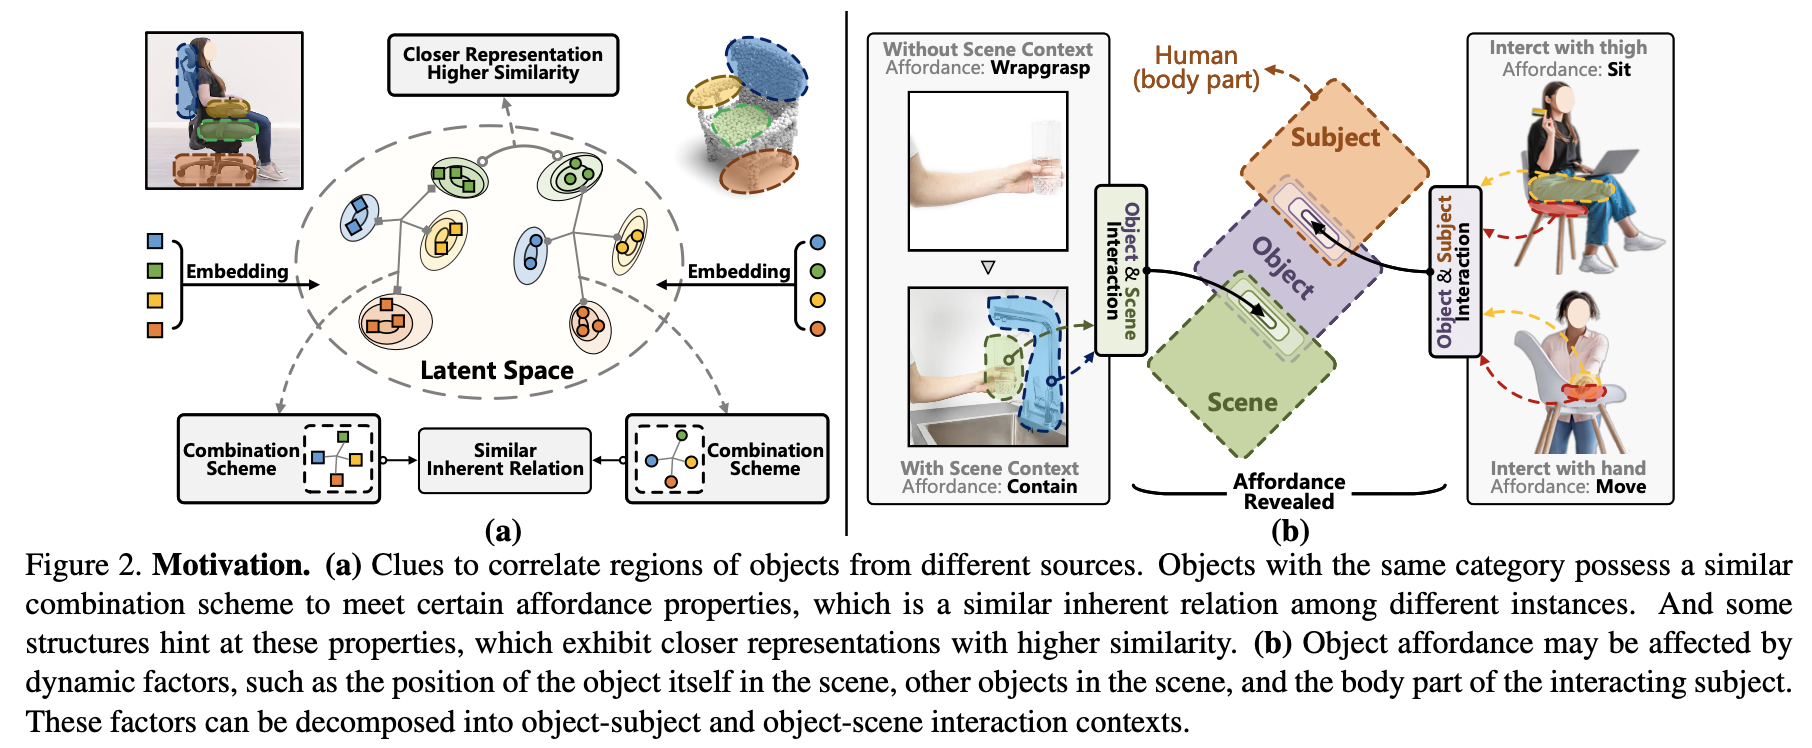 Closer Representation
Higher Similarity
Embedding
Embedding
Latent Space
Combination
Scheme
Similar
Inherent Relation
Combination
Scheme
(a)
Without Scene Context
Affordance: Wrapgrasp
With Scene Context
Affordance: Contain
Object & Scene
Interaction
Human
(body part)
Subject
Object
Scene
Affordance
Revealed
Object & Subject
Interaction
Interct with thigh
Affordance: Sit
Interct with hand
Affordance: Move
(b)
Figure 2. Motivation. (a) Clues to correlate regions of objects from different sources. Objects with the same category possess a similar
combination scheme to meet certain affordance properties, which is a similar inherent relation among different instances. And some
structures hint at these properties, which exhibit closer representations with higher similarity. (b) Object affordance may be affected by
dynamic factors, such as the position of the object itself in the scene, other objects in the scene, and the body part of the interacting subject.
These factors can be decomposed into object-subject and object-scene interaction contexts.